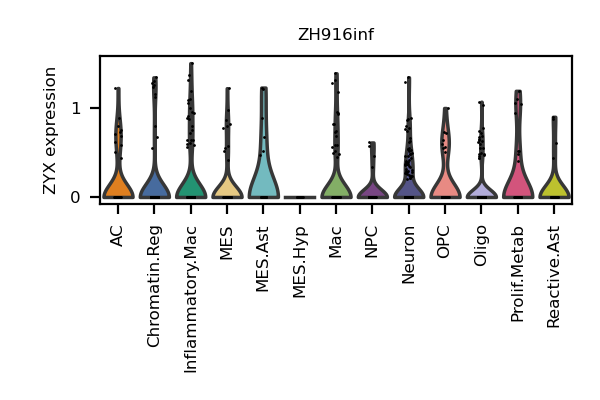 ZH916inf
ZYX expression
1
0
AC
Chromatin.Reg
Inflammatory.Mac
MES
MES.Ast
MES.Hyp
Mac
NPC
Neuron
OPC
Oligo
Prolif.Metab
Reactive.Ast